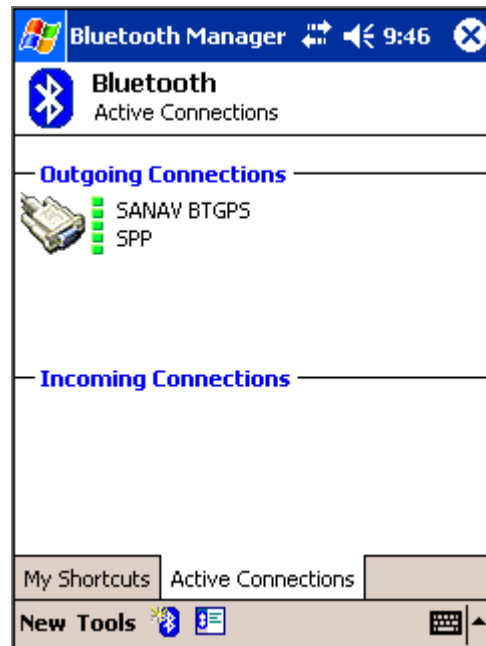 Bluetooth Manager 9:46
Bluetooth
Active Connections
Outgoing Connections
SANAV BTGPS
SPP
Incoming Connections
My Shortcuts Active Connections
New Tools